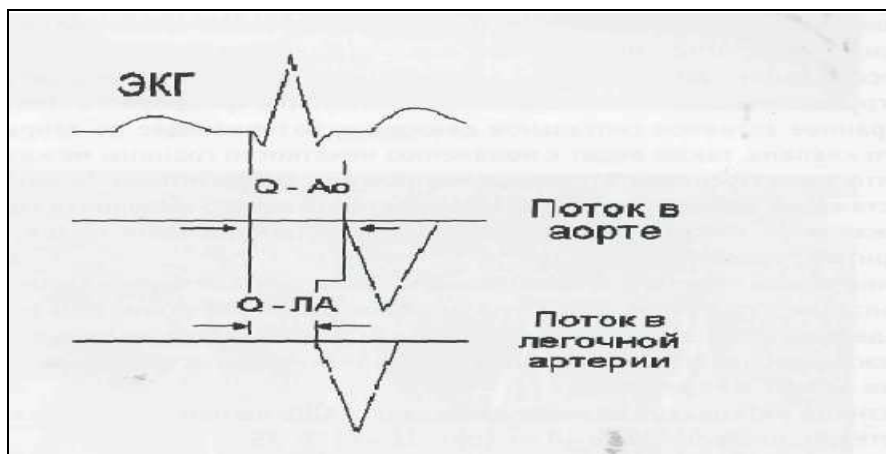 ЭКГ
Q - Ao
Поток в
аорте
Q - ЛА
Поток в
легочной
артерии